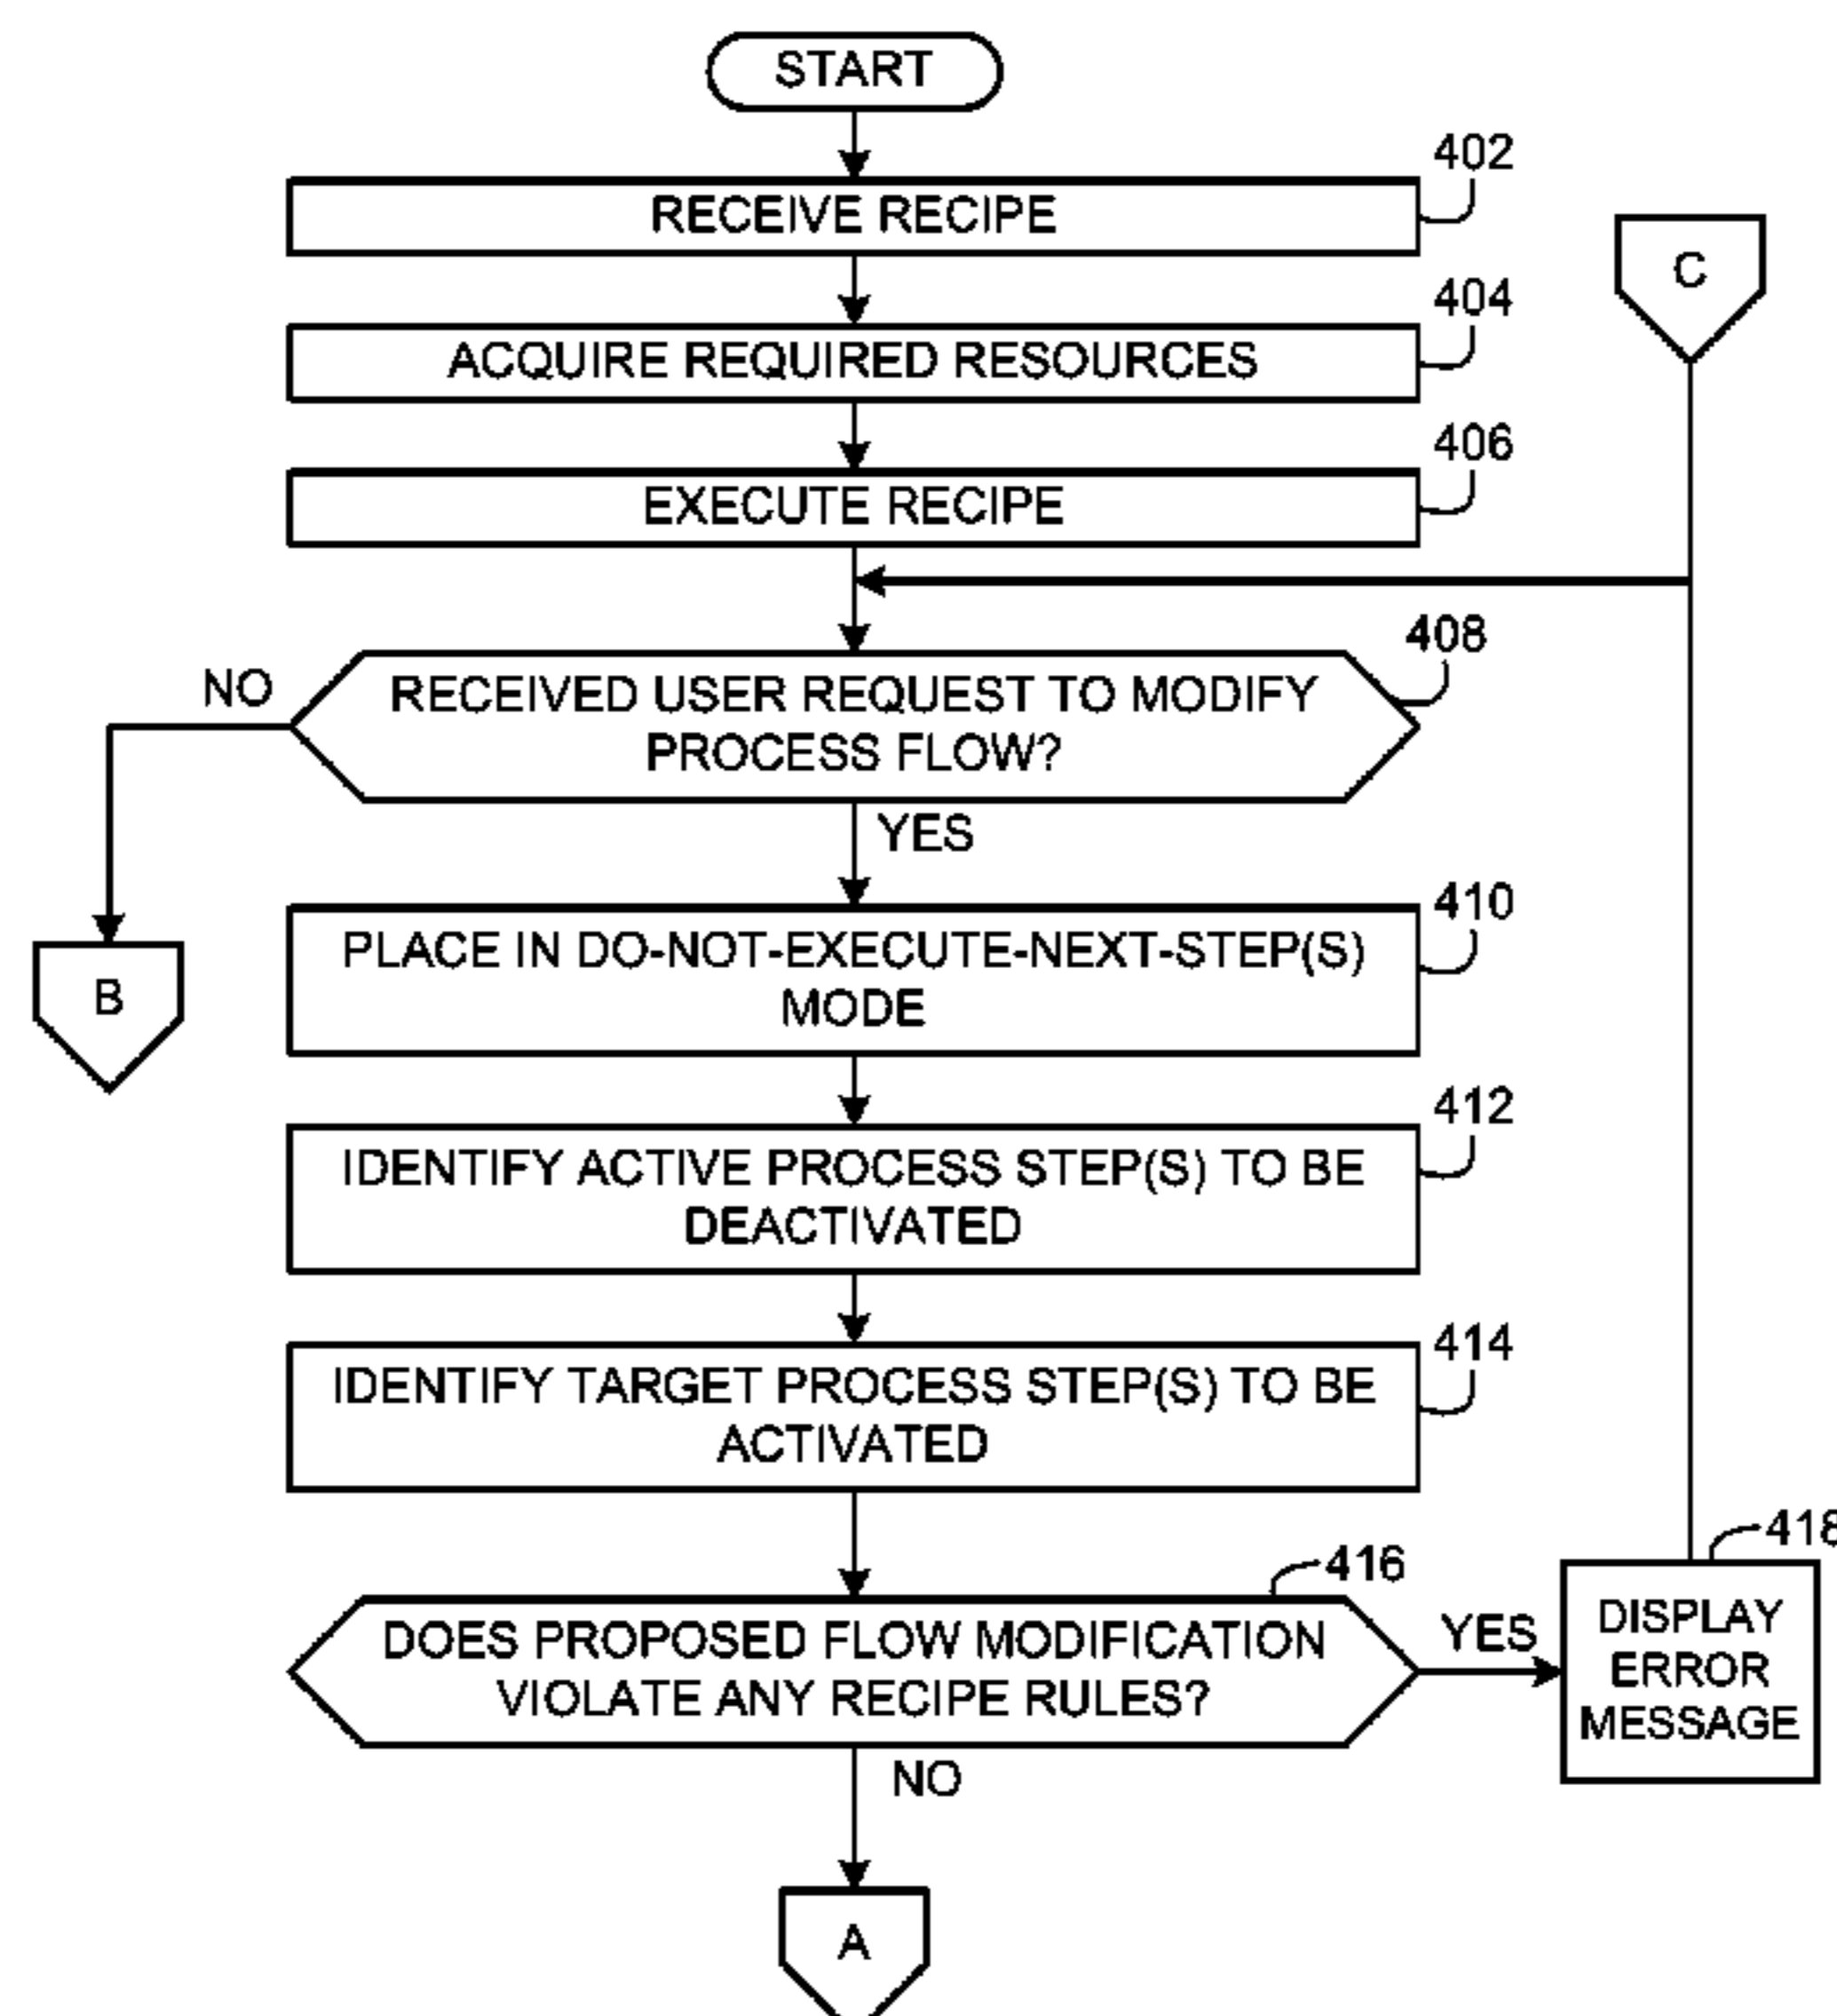 START
402
RECEIVE RECIPE
C
404
ACQUIRE REQUIRED RESOURCES
406
EXECUTE RECIPE
408
NO
RECEIVED USER REQUEST TO MODIFY
PROCESS FLOW?
YES
410
PLACE IN DO-NOT-EXECUTE-NEXT-STEP(S)
MODE
B
412
IDENTIFY ACTIVE PROCESS STEP(S) TO BE
DEACTIVATED
414
IDENTIFY TARGET PROCESS STEP(S) TO BE
ACTIVATED
418
416
DOES PROPOSED FLOW MODIFICATION
VIOLATE ANY RECIPE RULES?
YES
DISPLAY
ERROR
MESSAGE
NO
A